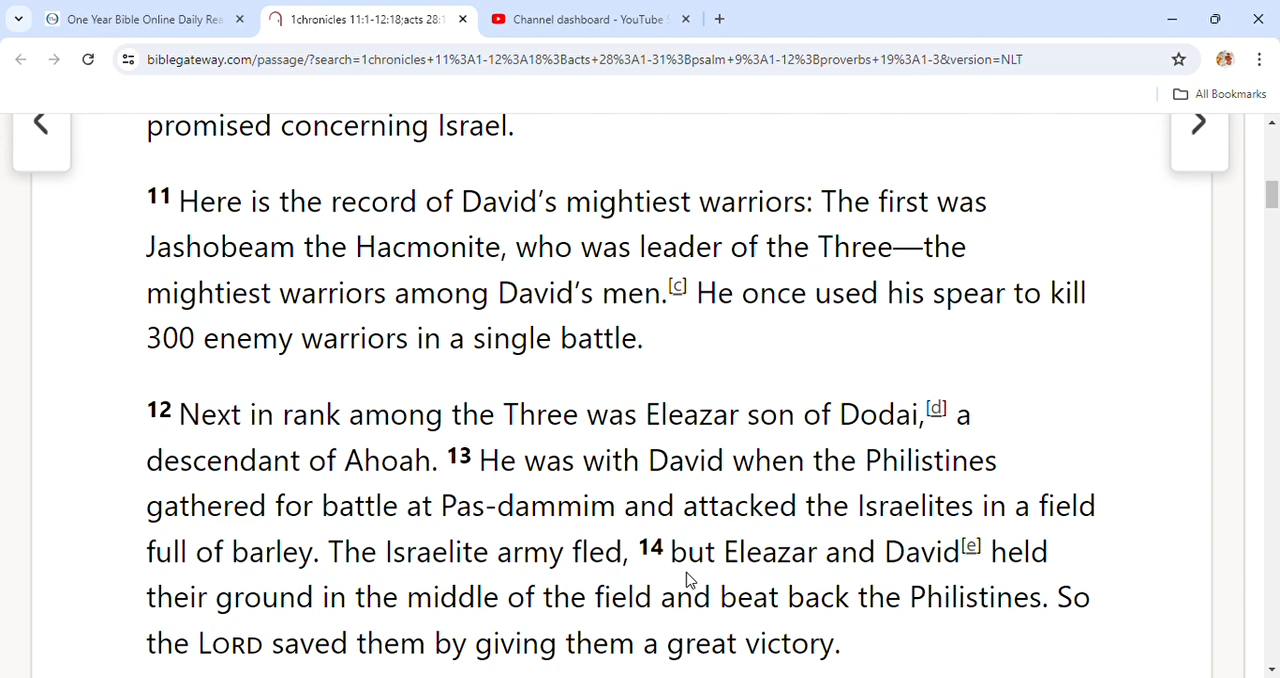 One Year Bible Online Daily Rea
1chronicles 11:1-12:18;acts 28:1
Channel dashboard - YouTube S
biblegateway.com/passage/?search=1chronicles+11%3A1-12%3A18%3Bacts+28%3A1-31%3Bpsalm+9%3A1-12%3Bproverbs+19%3A1-3&version=NLT
All Bookmarks
promised concerning Israel.
11 Here is the record of David’s mightiest warriors: The first was
Jashobeam the Hacmonite, who was leader of the Three—the
mightiest warriors among David’s men.[c] He once used his spear to kill
300 enemy warriors in a single battle.
12 Next in rank among the Three was Eleazar son of Dodai,[d] a
descendant of Ahoah. 13 He was with David when the Philistines
gathered for battle at Pas-dammim and attacked the Israelites in a field
full of barley. The Israelite army fled, 14 but Eleazar and David[e] held
their ground in the middle of the field and beat back the Philistines. So
the LORD saved them by giving them a great victory.